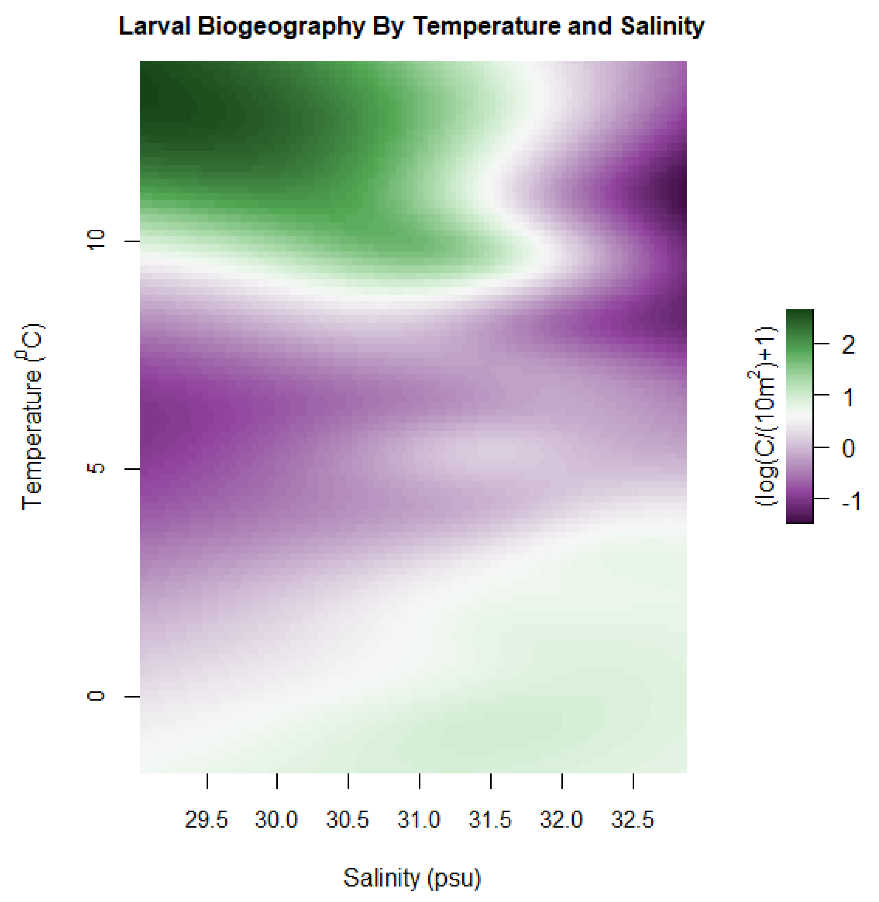 Larval Biogeography By Temperature and Salinity
10
5
0
Temperature (⁰C)
29.5 30.0 30.5 31.0 31.5 32.0 32.5
Salinity (psu)
(log(C/(10m²)+1)
2
1
0
-1